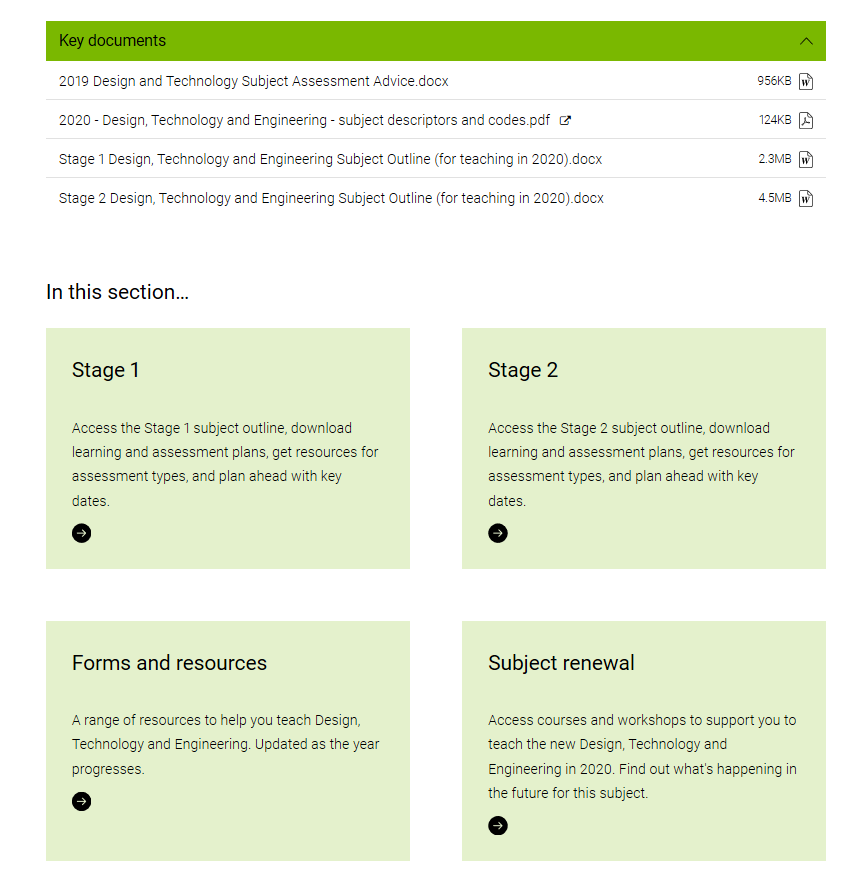 Key documents
2019 Design and Technology Subject Assessment Advice.docx 956KB
2020 - Design, Technology and Engineering - subject descriptors and codes.pdf 124KB
Stage 1 Design, Technology and Engineering Subject Outline (for teaching in 2020).docx 2.3MB
Stage 2 Design, Technology and Engineering Subject Outline (for teaching in 2020).docx 4.5MB
In this section...
Stage 1
Access the Stage 1 subject outline, download
learning and assessment plans, get resources for
assessment types, and plan ahead with key
dates.
Stage 2
Access the Stage 2 subject outline, download
learning and assessment plans, get resources for
assessment types, and plan ahead with key
dates.
Forms and resources
A range of resources to help you teach Design,
Technology and Engineering. Updated as the year
progresses.
Subject renewal
Access courses and workshops to support you to
teach the new Design, Technology and
Engineering in 2020. Find out what's happening in
the future for this subject.